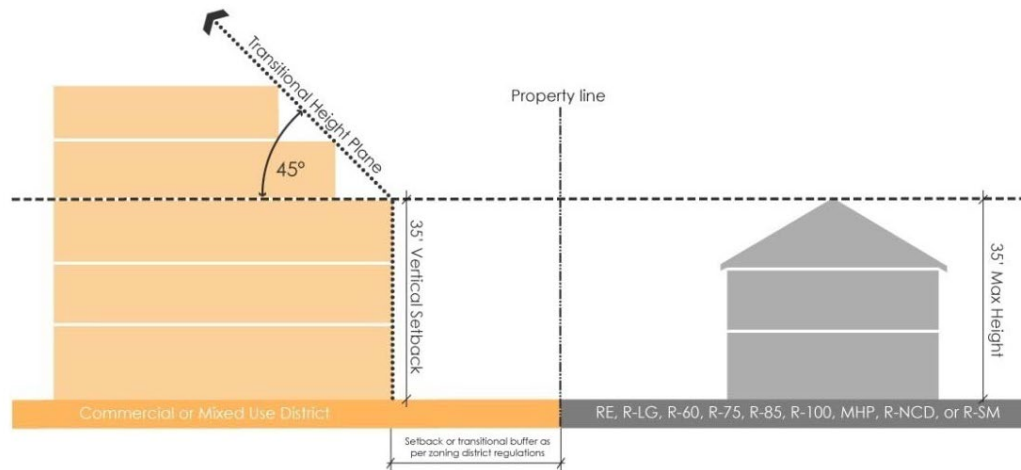 Transitional Height Plane
Property line
45°
35' Vertical Setback
35' Max Height
Commercial or Mixed Use District
RE, R-LG, R-60, R-75, R-85, R-100, MHP, R-NCD, or R-SM
Setback or transitional buffer as
per zoning district regulations